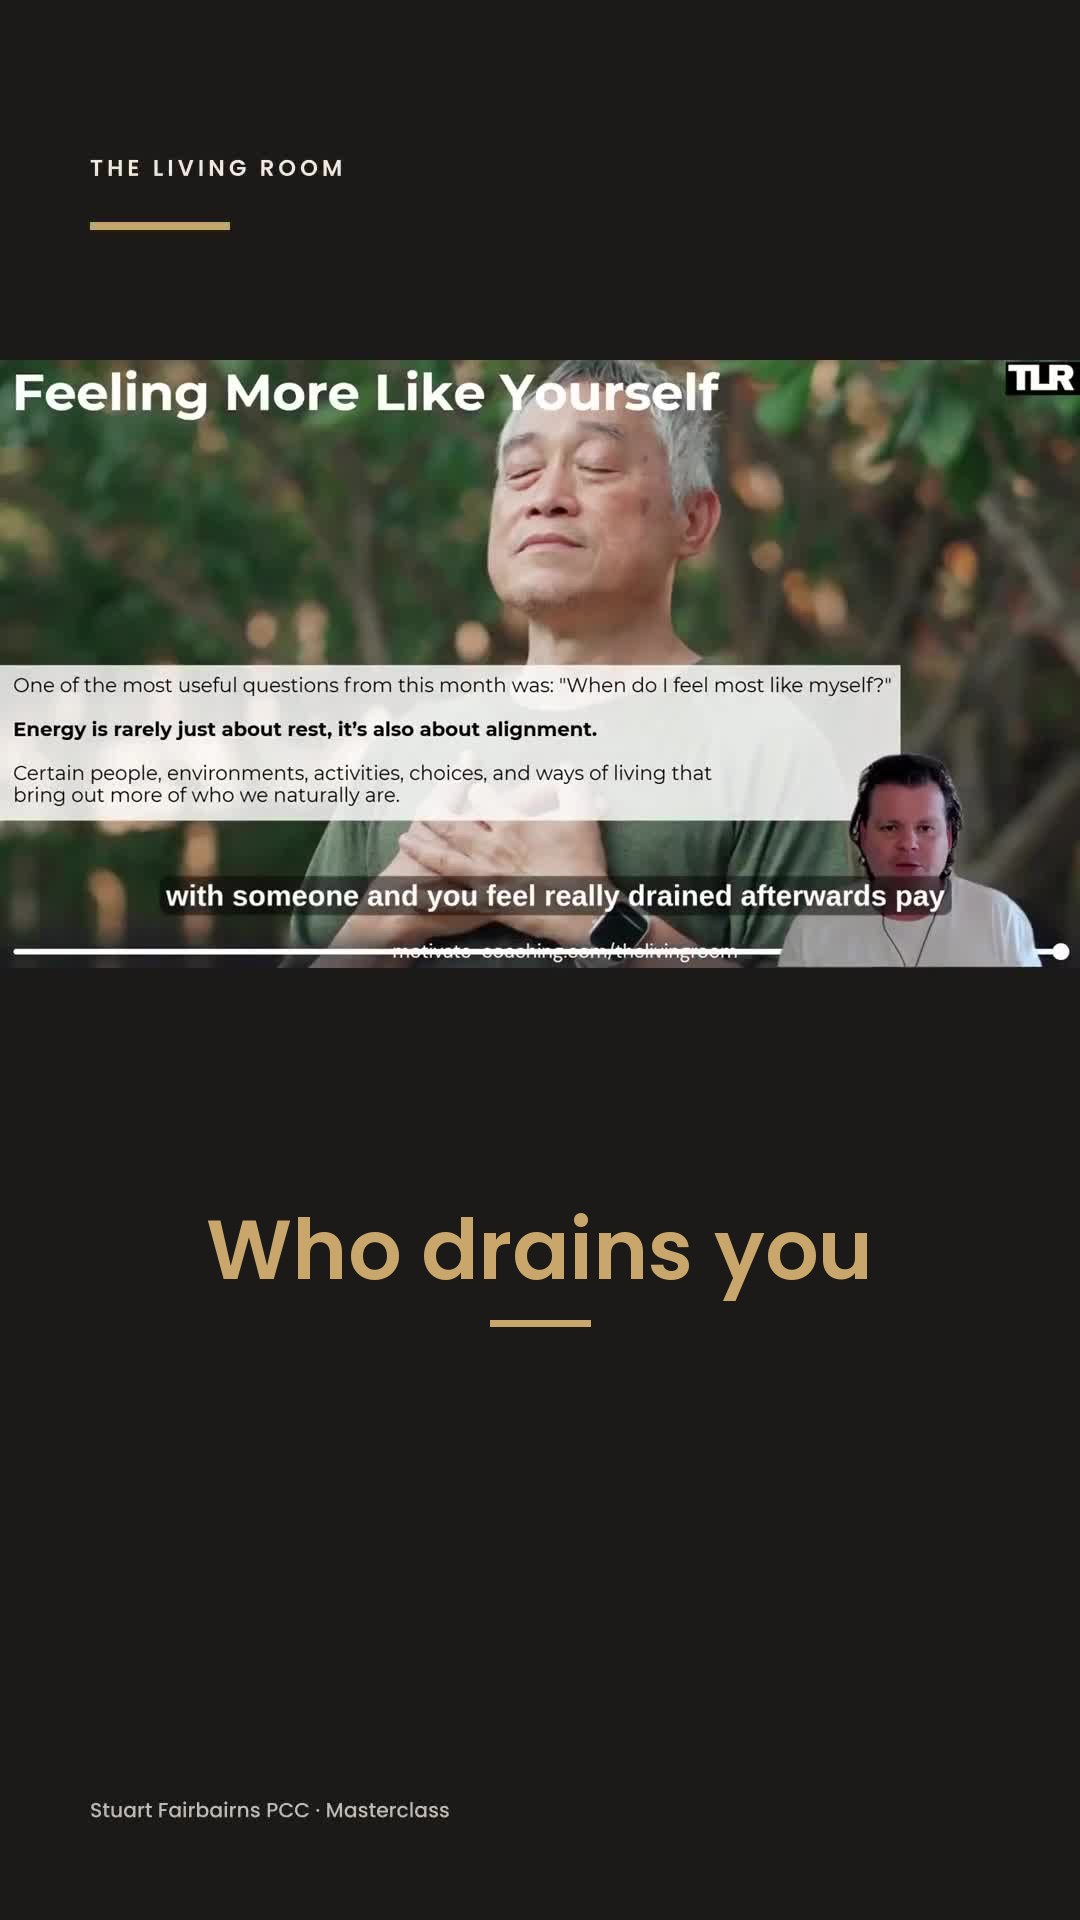 THE LIVING ROOM
Feeling More Like Yourself
TLR
One of the most useful questions from this month was: "When do I feel most like myself?"
Energy is rarely just about rest, it’s also about alignment.
Certain people, environments, activities, choices, and ways of living that
bring out more of who we naturally are.
with someone and you feel really drained afterwards pay
motivate-coaching.com/thelivingroom
Who drains you
Stuart Fairbairns PCC · Masterclass